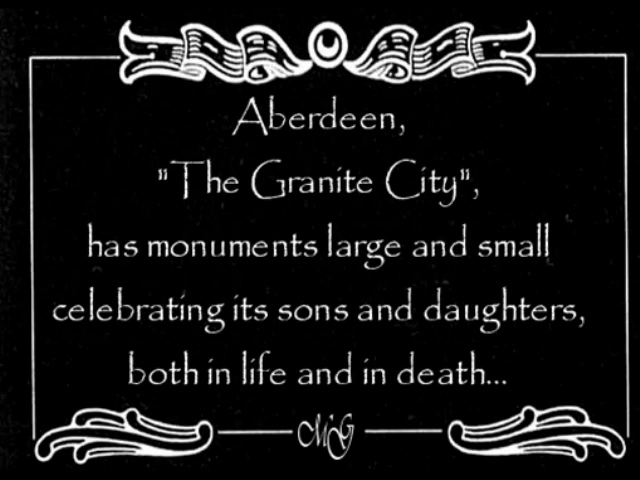 Aberdeen,
"The Granite City",
has monuments large and small
celebrating its sons and daughters,
both in life and in death...
MG